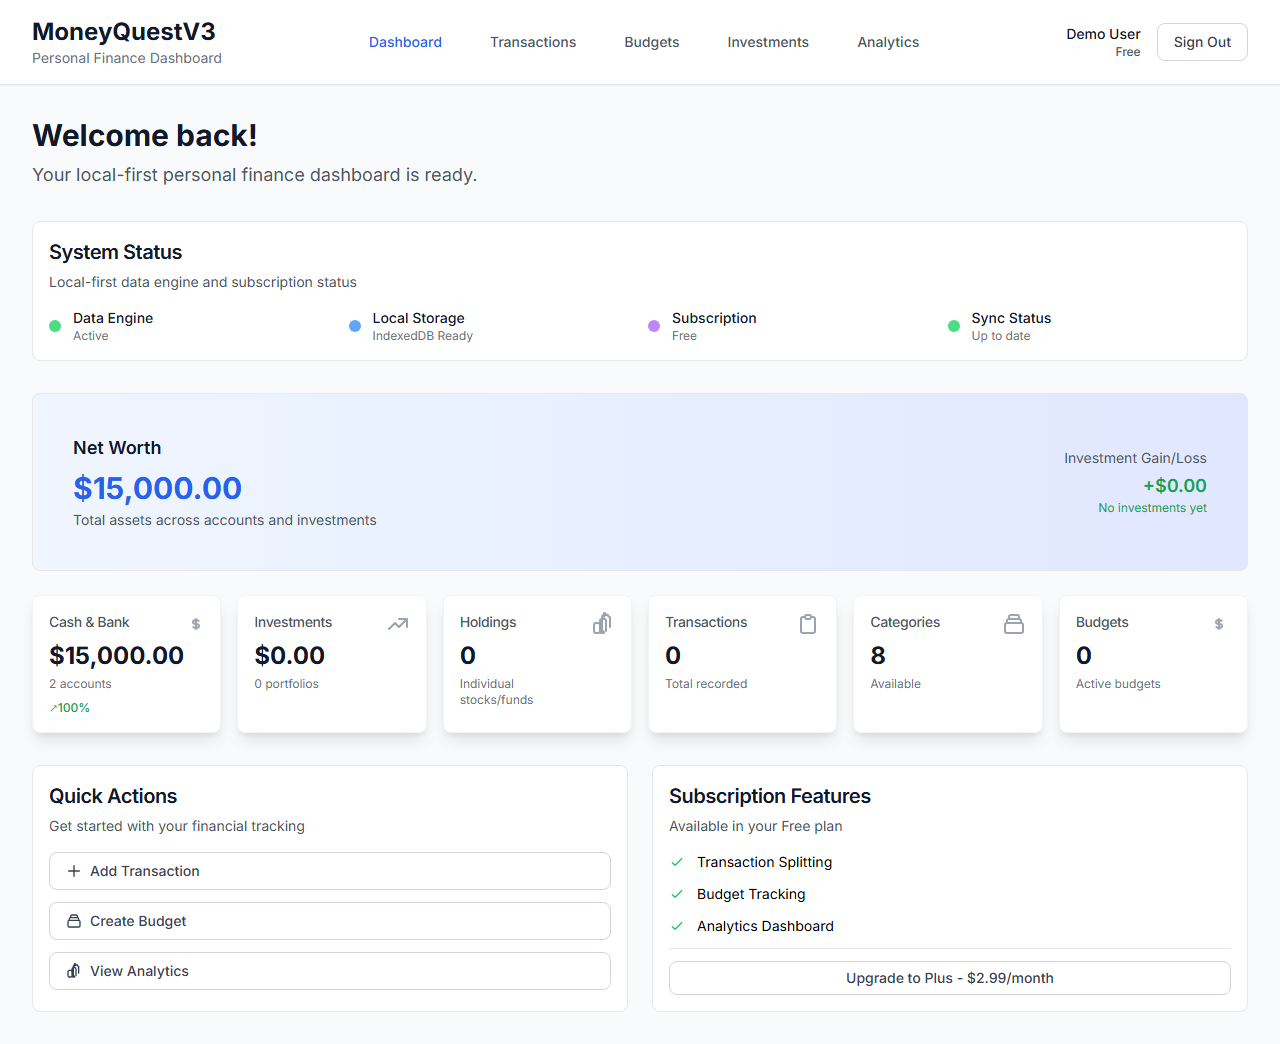 MoneyQuestV3
Personal Finance Dashboard
Dashboard
Transactions
Budgets
Investments
Analytics
Demo User
Free
Sign Out
Welcome back!
Your local-first personal finance dashboard is ready.
System Status
Local-first data engine and subscription status
Data Engine
Active
Local Storage
IndexedDB Ready
Subscription
Free
Sync Status
Up to date
Net Worth
$15,000.00
Total assets across accounts and investments
Investment Gain/Loss
+$0.00
No investments yet
Cash & Bank
$
$15,000.00
2 accounts
↗100%
Investments
$0.00
0 portfolios
Holdings
0
Individual
stocks/funds
Transactions
0
Total recorded
Categories
8
Available
Budgets
$
0
Active budgets
Quick Actions
Get started with your financial tracking
Add Transaction
Create Budget
View Analytics
Subscription Features
Available in your Free plan
Transaction Splitting
Budget Tracking
Analytics Dashboard
Upgrade to Plus - $2.99/month